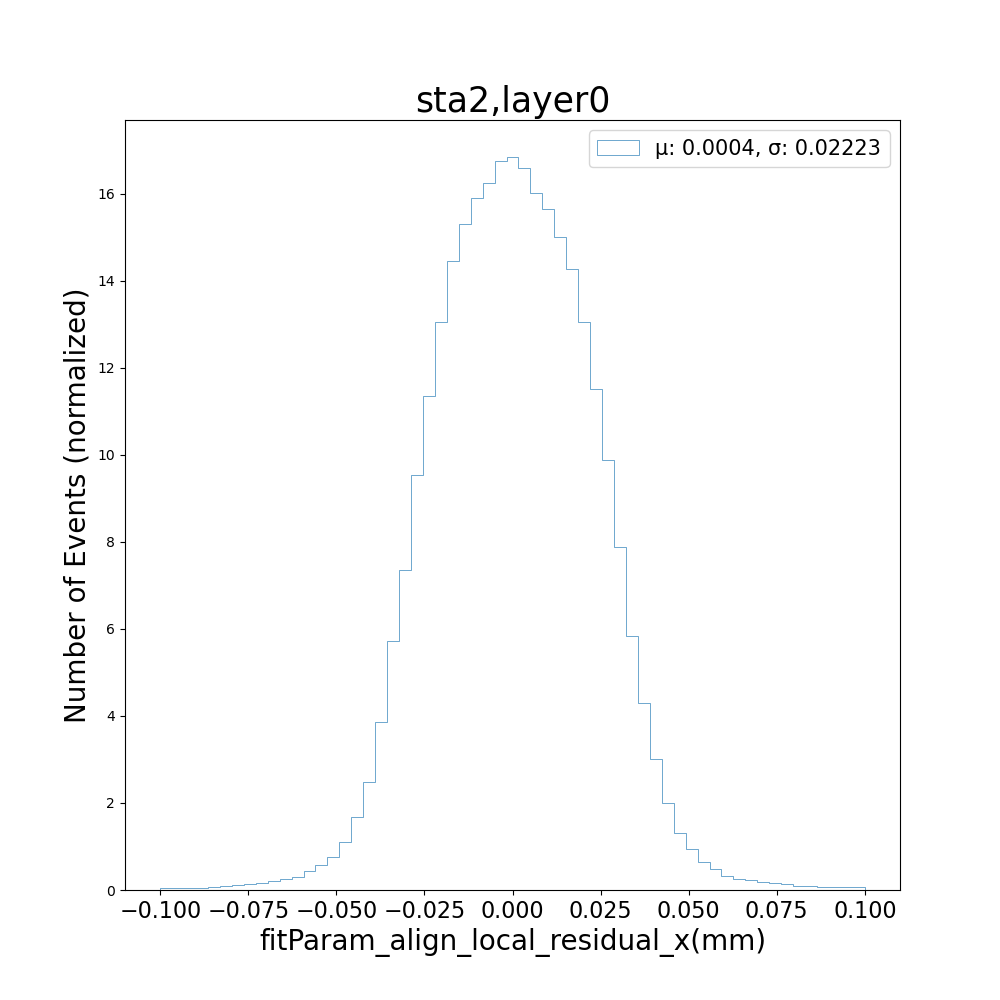 sta2,layer0
μ: 0.0004, σ: 0.02223
Number of Events (normalized)
16
14
12
10
8
6
4
2
0
−0.100 −0.075 −0.050 −0.025 0.000 0.025 0.050 0.075 0.100
fitParam_align_local_residual_x(mm)